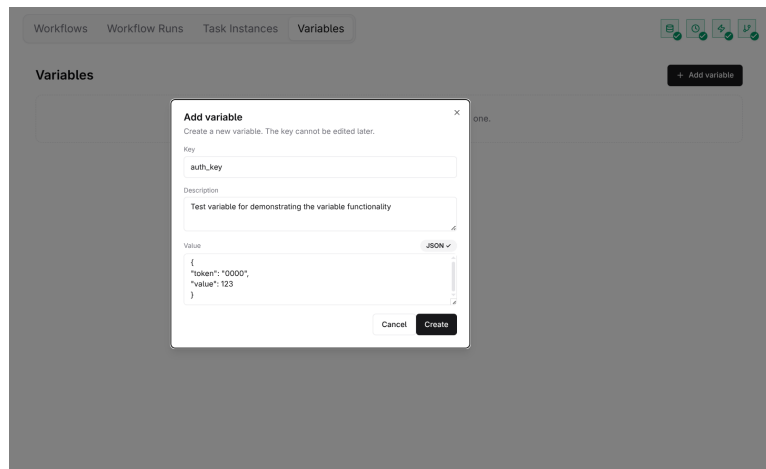 Workflows Workflow Runs Task Instances Variables
Variables
+ Add variable
one.
Add variable
Create a new variable. The key cannot be edited later.
Key
auth_key
Description
Test variable for demonstrating the variable functionality
Value
JSON ✓
{
"token": "0000",
"value": 123
}
Cancel
Create